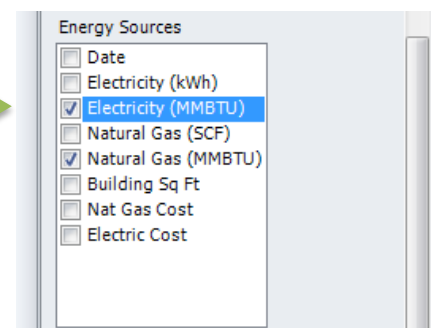 Energy Sources
Date
Electricity (kWh)
Electricity (MMBTU)
Natural Gas (SCF)
Natural Gas (MMBTU)
Building Sq Ft
Nat Gas Cost
Electric Cost